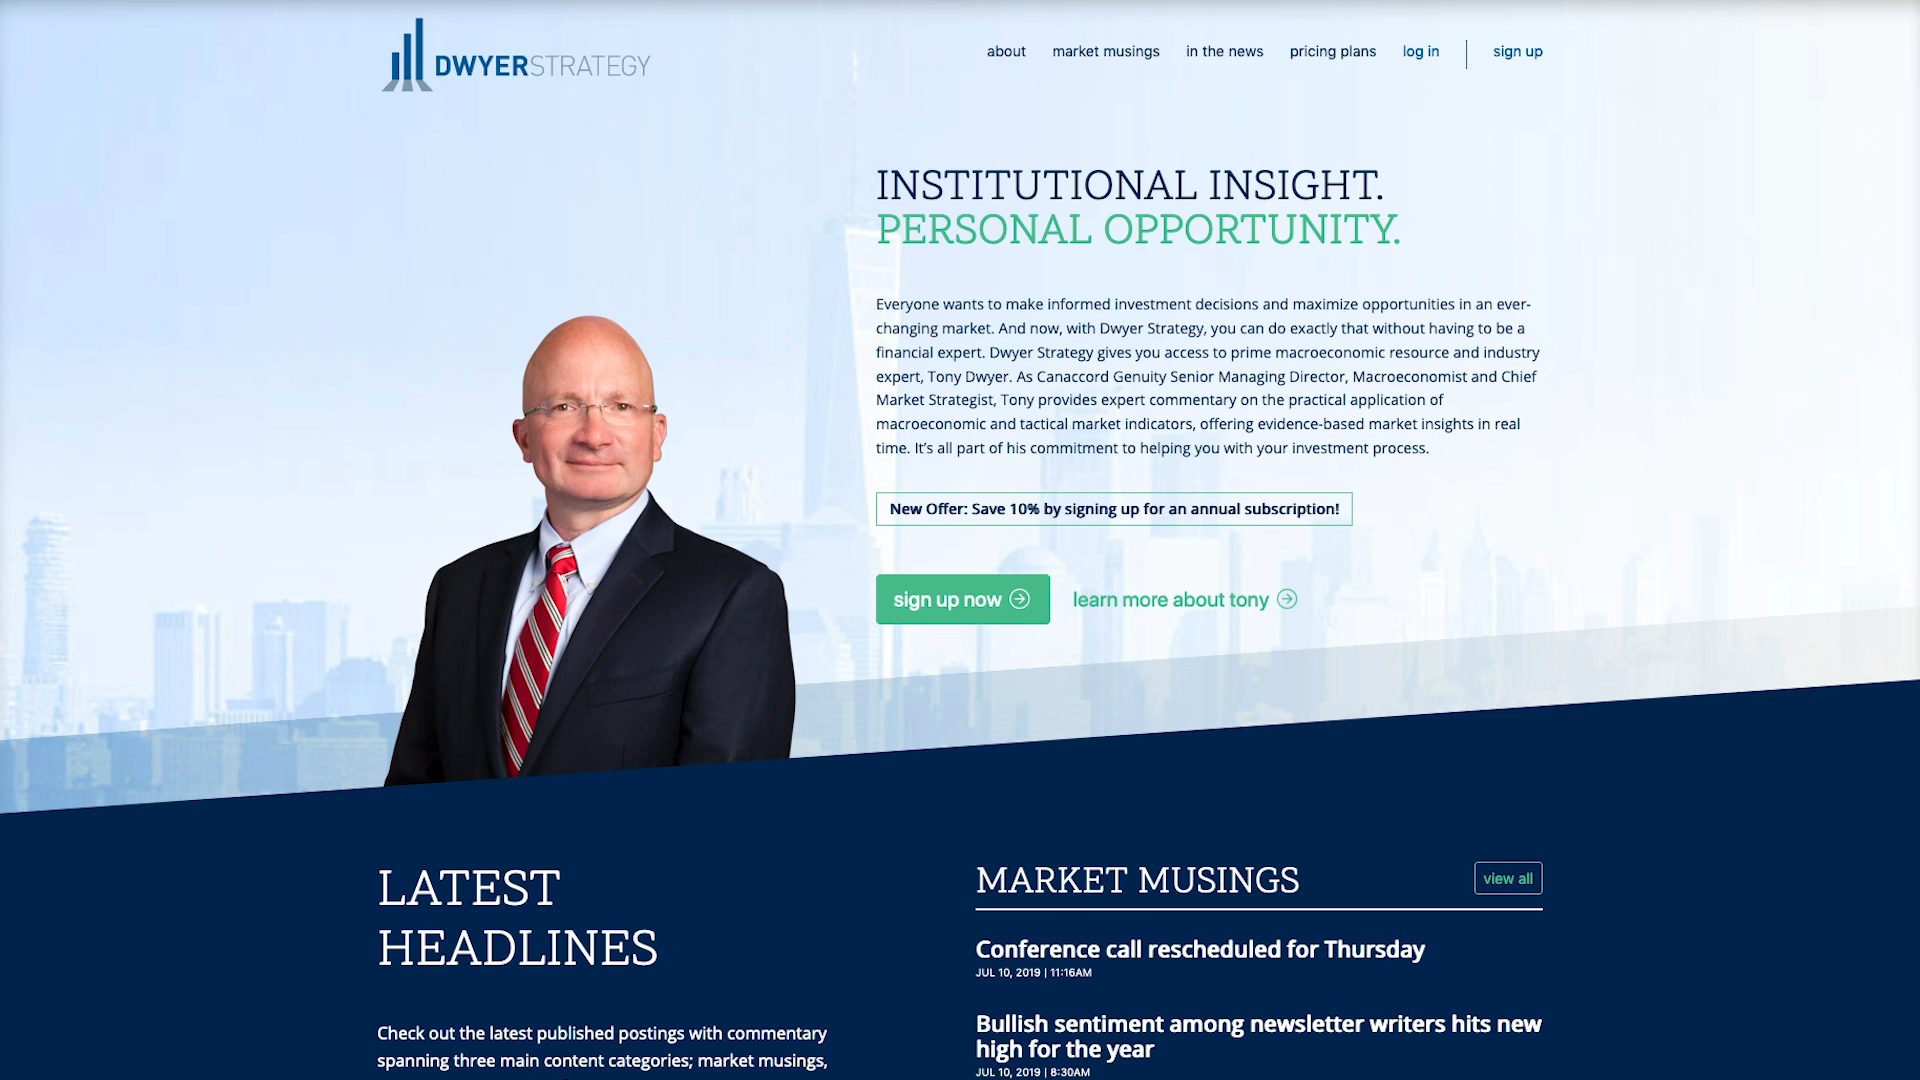 DWYERSTRATEGY
about
market musings
in the news
pricing plans
log in
sign up
INSTITUTIONAL INSIGHT.
PERSONAL OPPORTUNITY.
Everyone wants to make informed investment decisions and maximize opportunities in an ever-
changing market. And now, with Dwyer Strategy, you can do exactly that without having to be a
financial expert. Dwyer Strategy gives you access to prime macroeconomic resource and industry
expert, Tony Dwyer. As Canaccord Genuity Senior Managing Director, Macroeconomist and Chief
Market Strategist, Tony provides expert commentary on the practical application of
macroeconomic and tactical market indicators, offering evidence-based market insights in real
time. It’s all part of his commitment to helping you with your investment process.
New Offer: Save 10% by signing up for an annual subscription!
sign up now
learn more about tony
LATEST
HEADLINES
Check out the latest published postings with commentary
spanning three main content categories; market musings,
MARKET MUSINGS
view all
Conference call rescheduled for Thursday
JUL 10, 2019 | 11:16AM
Bullish sentiment among newsletter writers hits new
high for the year
JUL 10, 2019 | 8:30AM